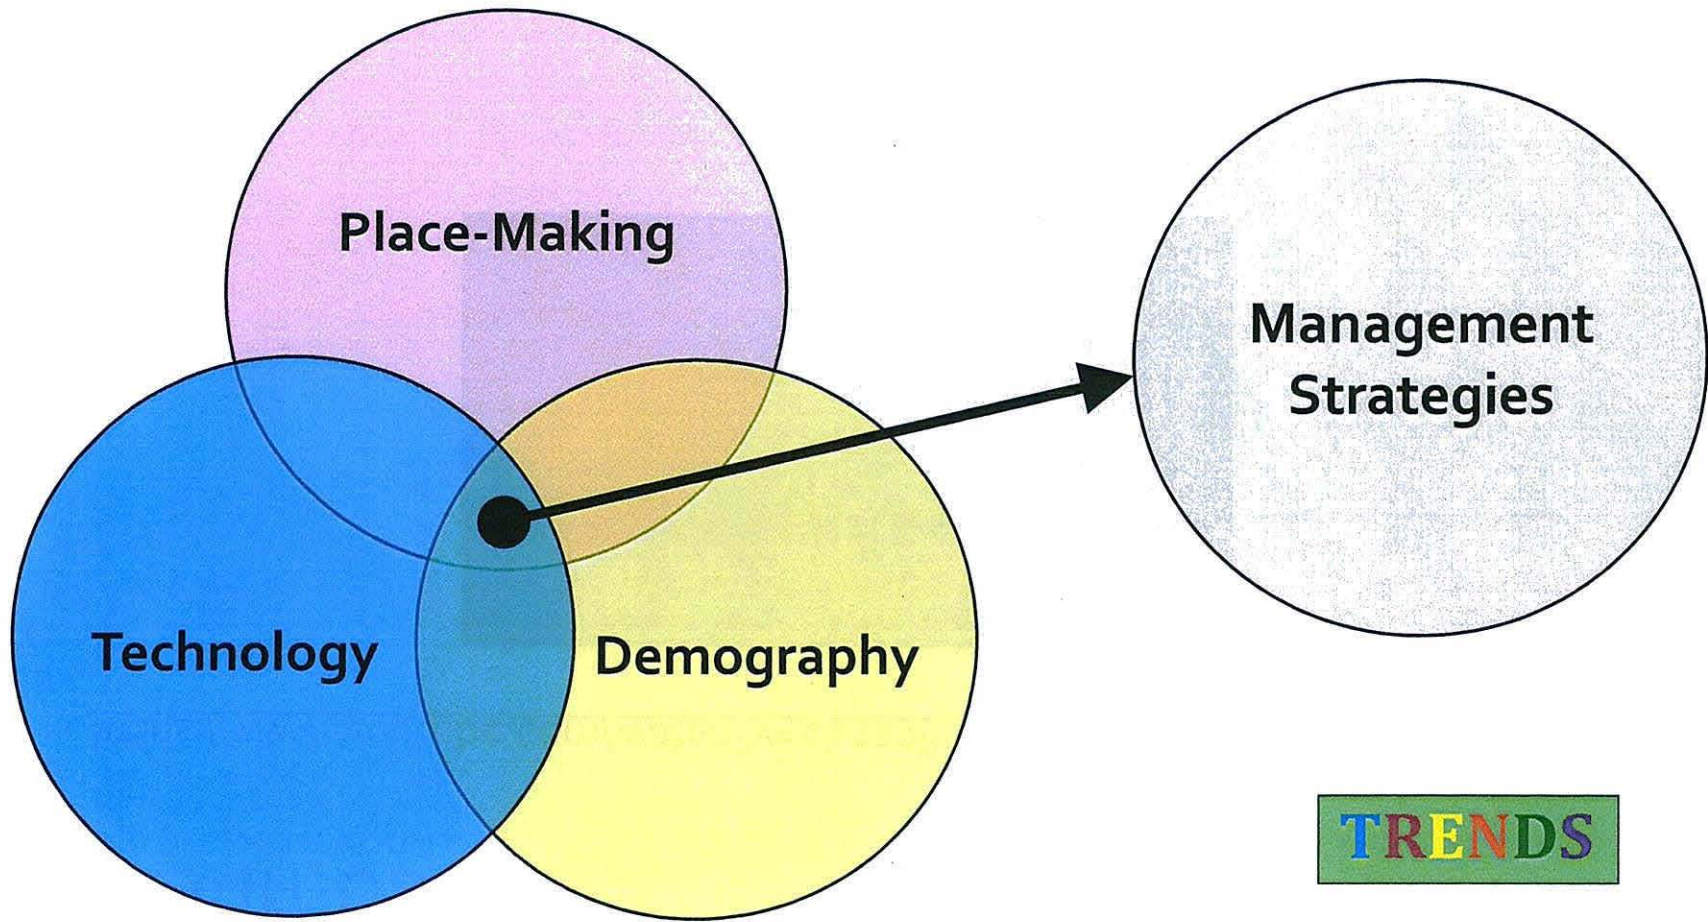 Place-Making
Management
Strategies
Technology
Demography
TRENDS